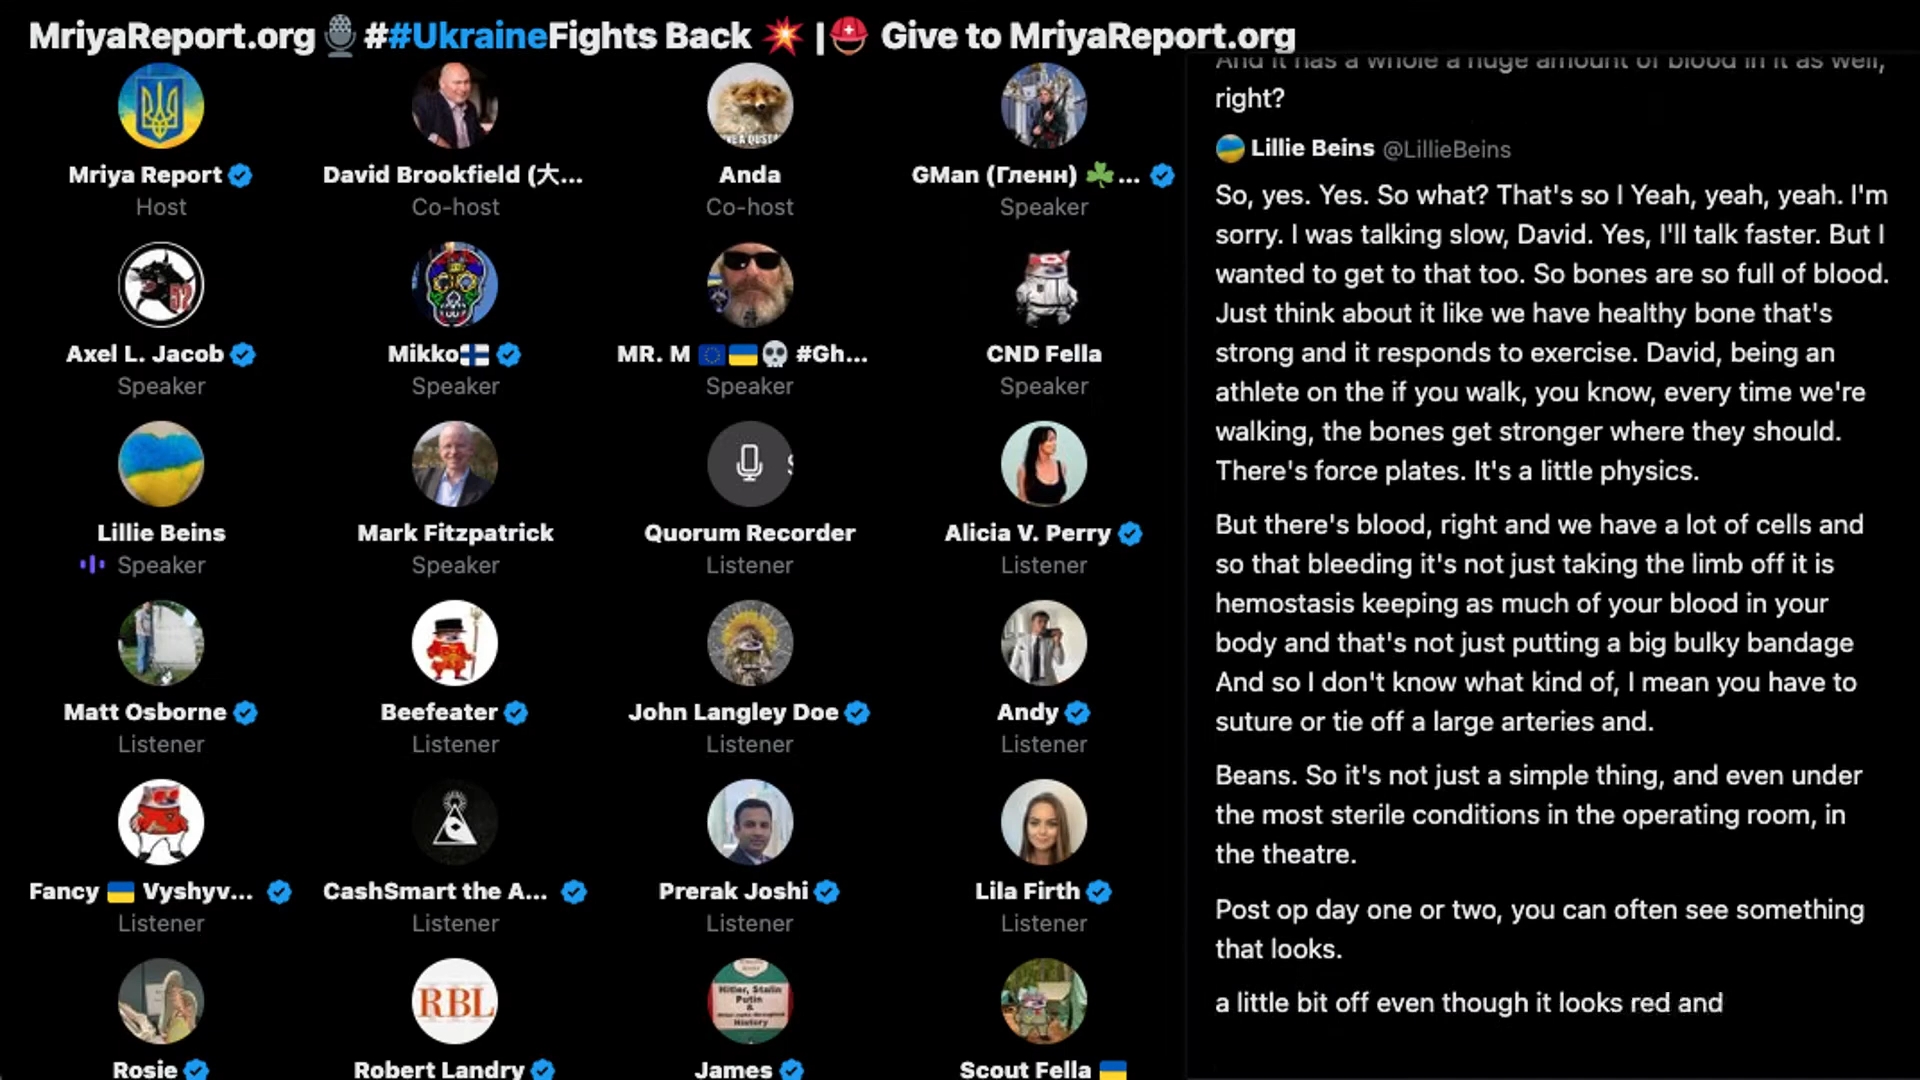 MriyaReport.org🎙️##UkraineFights Back 💥 |⛑️ Give to MriyaReport.org
Mriya Report
Host
David Brookfield (大...
Co-host
Anda
Co-host
GMan (Гленн) ☘️...
Speaker
Axel L. Jacob
Speaker
Mikko🇫🇮
Speaker
MR. M 🇪🇺🇺🇦💀 #Gh...
Speaker
CND Fella
Speaker
52
Lillie Beins
Speaker
Mark Fitzpatrick
Speaker
Quorum Recorder
Listener
Alicia V. Perry
Listener
Matt Osborne
Listener
Beefeater
Listener
John Langley Doe
Listener
Andy
Listener
Fancy 🇺🇦 Vyshyv...
Listener
CashSmart the A...
Listener
Prerak Joshi
Listener
Lila Firth
Listener
RBL
Hitler, Stalin
Putin
&
History
Rosie
Robert Landry
James
Scout Fella 🇺🇦
And it has a whole a huge amount of blood in it as well,
right?
Lillie Beins @LillieBeins
So, yes. Yes. So what? That's so I Yeah, yeah, yeah. I'm
sorry. I was talking slow, David. Yes, I'll talk faster. But I
wanted to get to that too. So bones are so full of blood.
Just think about it like we have healthy bone that's
strong and it responds to exercise. David, being an
athlete on the if you walk, you know, every time we're
walking, the bones get stronger where they should.
There's force plates. It's a little physics.
But there's blood, right and we have a lot of cells and
so that bleeding it's not just taking the limb off it is
hemostasis keeping as much of your blood in your
body and that's not just putting a big bulky bandage
And so I don't know what kind of, I mean you have to
suture or tie off a large arteries and.
Beans. So it's not just a simple thing, and even under
the most sterile conditions in the operating room, in
the theatre.
Post op day one or two, you can often see something
that looks.
a little bit off even though it looks red and